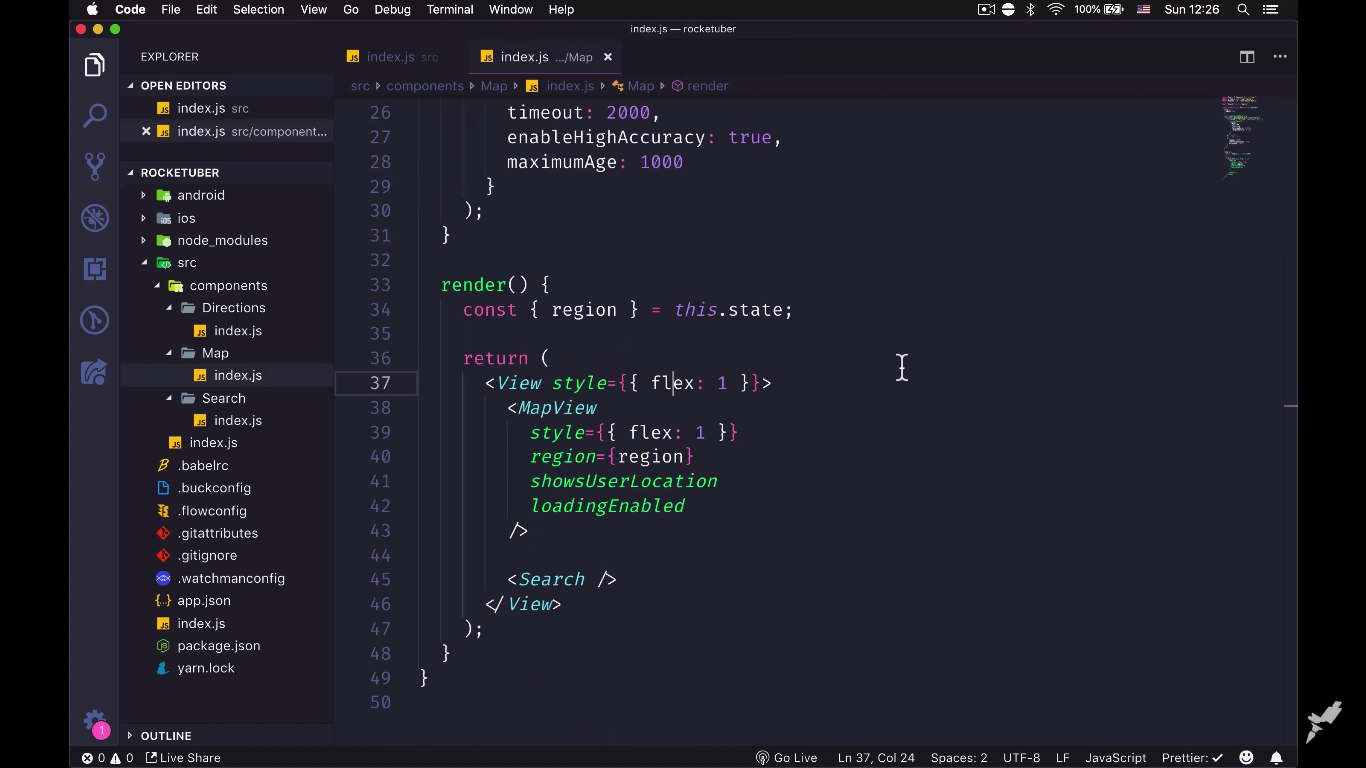 Code File Edit Selection View Go Debug Terminal Window Help 100% Sun 12:26
index.js — rocketuber
EXPLORER
index.js src
index.js .../Map
OPEN EDITORS
index.js src
index.js src/component...
src components Map index.js Map render
ROCKETUBER
android
ios
node_modules
src
components
Directions
index.js
Map
index.js
Search
index.js
index.js
.babelrc
.buckconfig
.flowconfig
.gitattributes
.gitignore
.watchmanconfig
app.json
index.js
package.json
yarn.lock
OUTLINE
26 timeout: 2000,
27 enableHighAccuracy: true,
28 maximumAge: 1000
29 }
30 );
31 }
32
33 render() {
34 const { region } = this.state;
35
36 return (
37 <View style={{ flex: 1 }}>
38 <MapView
39 style={{ flex: 1 }}
40 region={region}
41 showsUserLocation
42 loadingEnabled
43 />
44
45 <Search />
46 </View>
47 );
48 }
49 }
50
1
0 0 Live Share Go Live Ln 37, Col 24 Spaces: 2 UTF-8 LF JavaScript Prettier: ✓